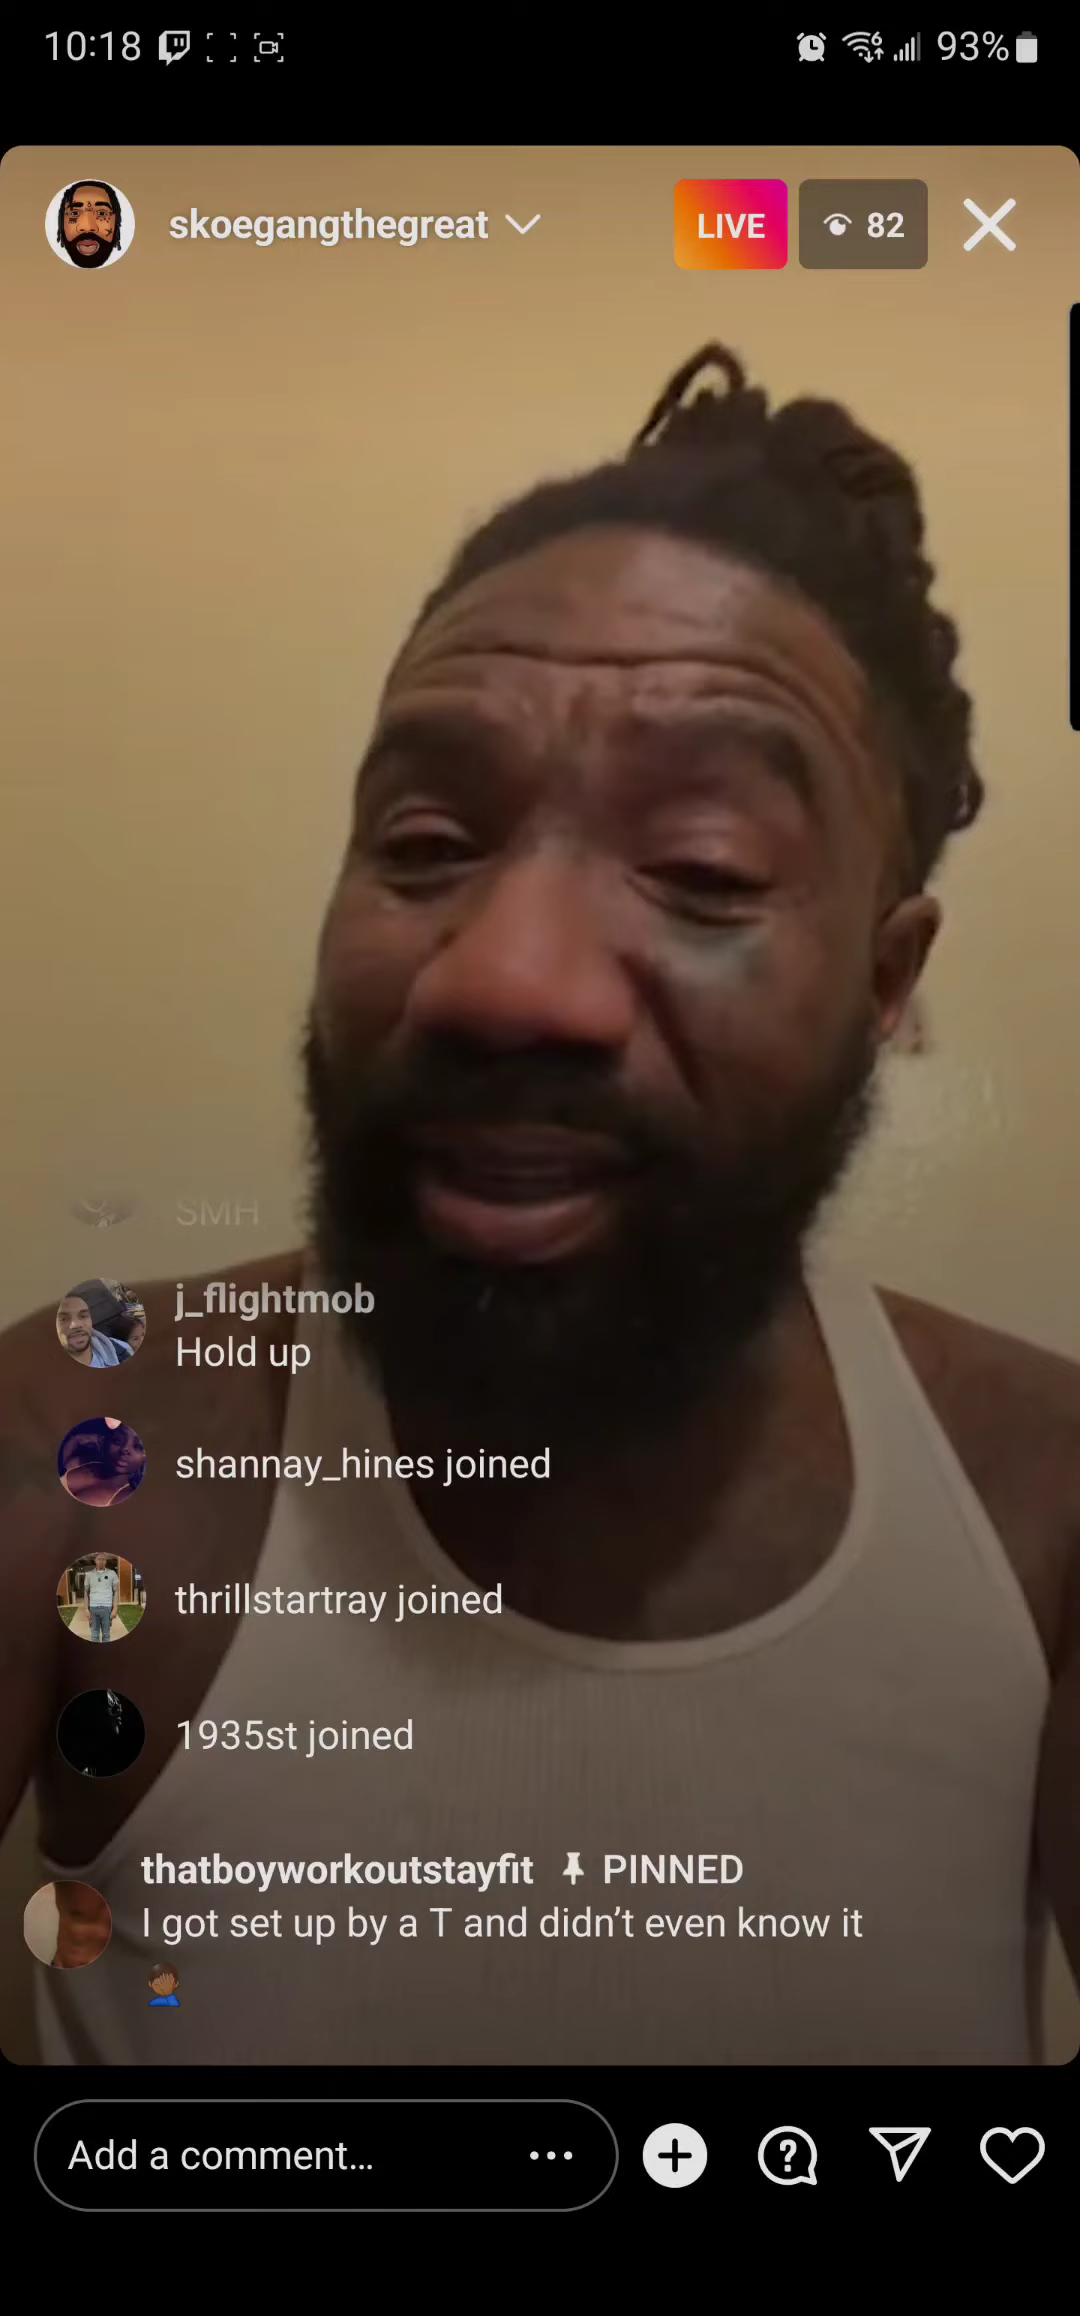 10:18
93%
skoegangthegreat
LIVE
82
SMH
j_flightmob
Hold up
shannay_hines joined
thrillstartray joined
1935st joined
thatboyworkoutstayfit PINNED
I got set up by a T and didn’t even know it
🤦🏾‍♂️
Add a comment...